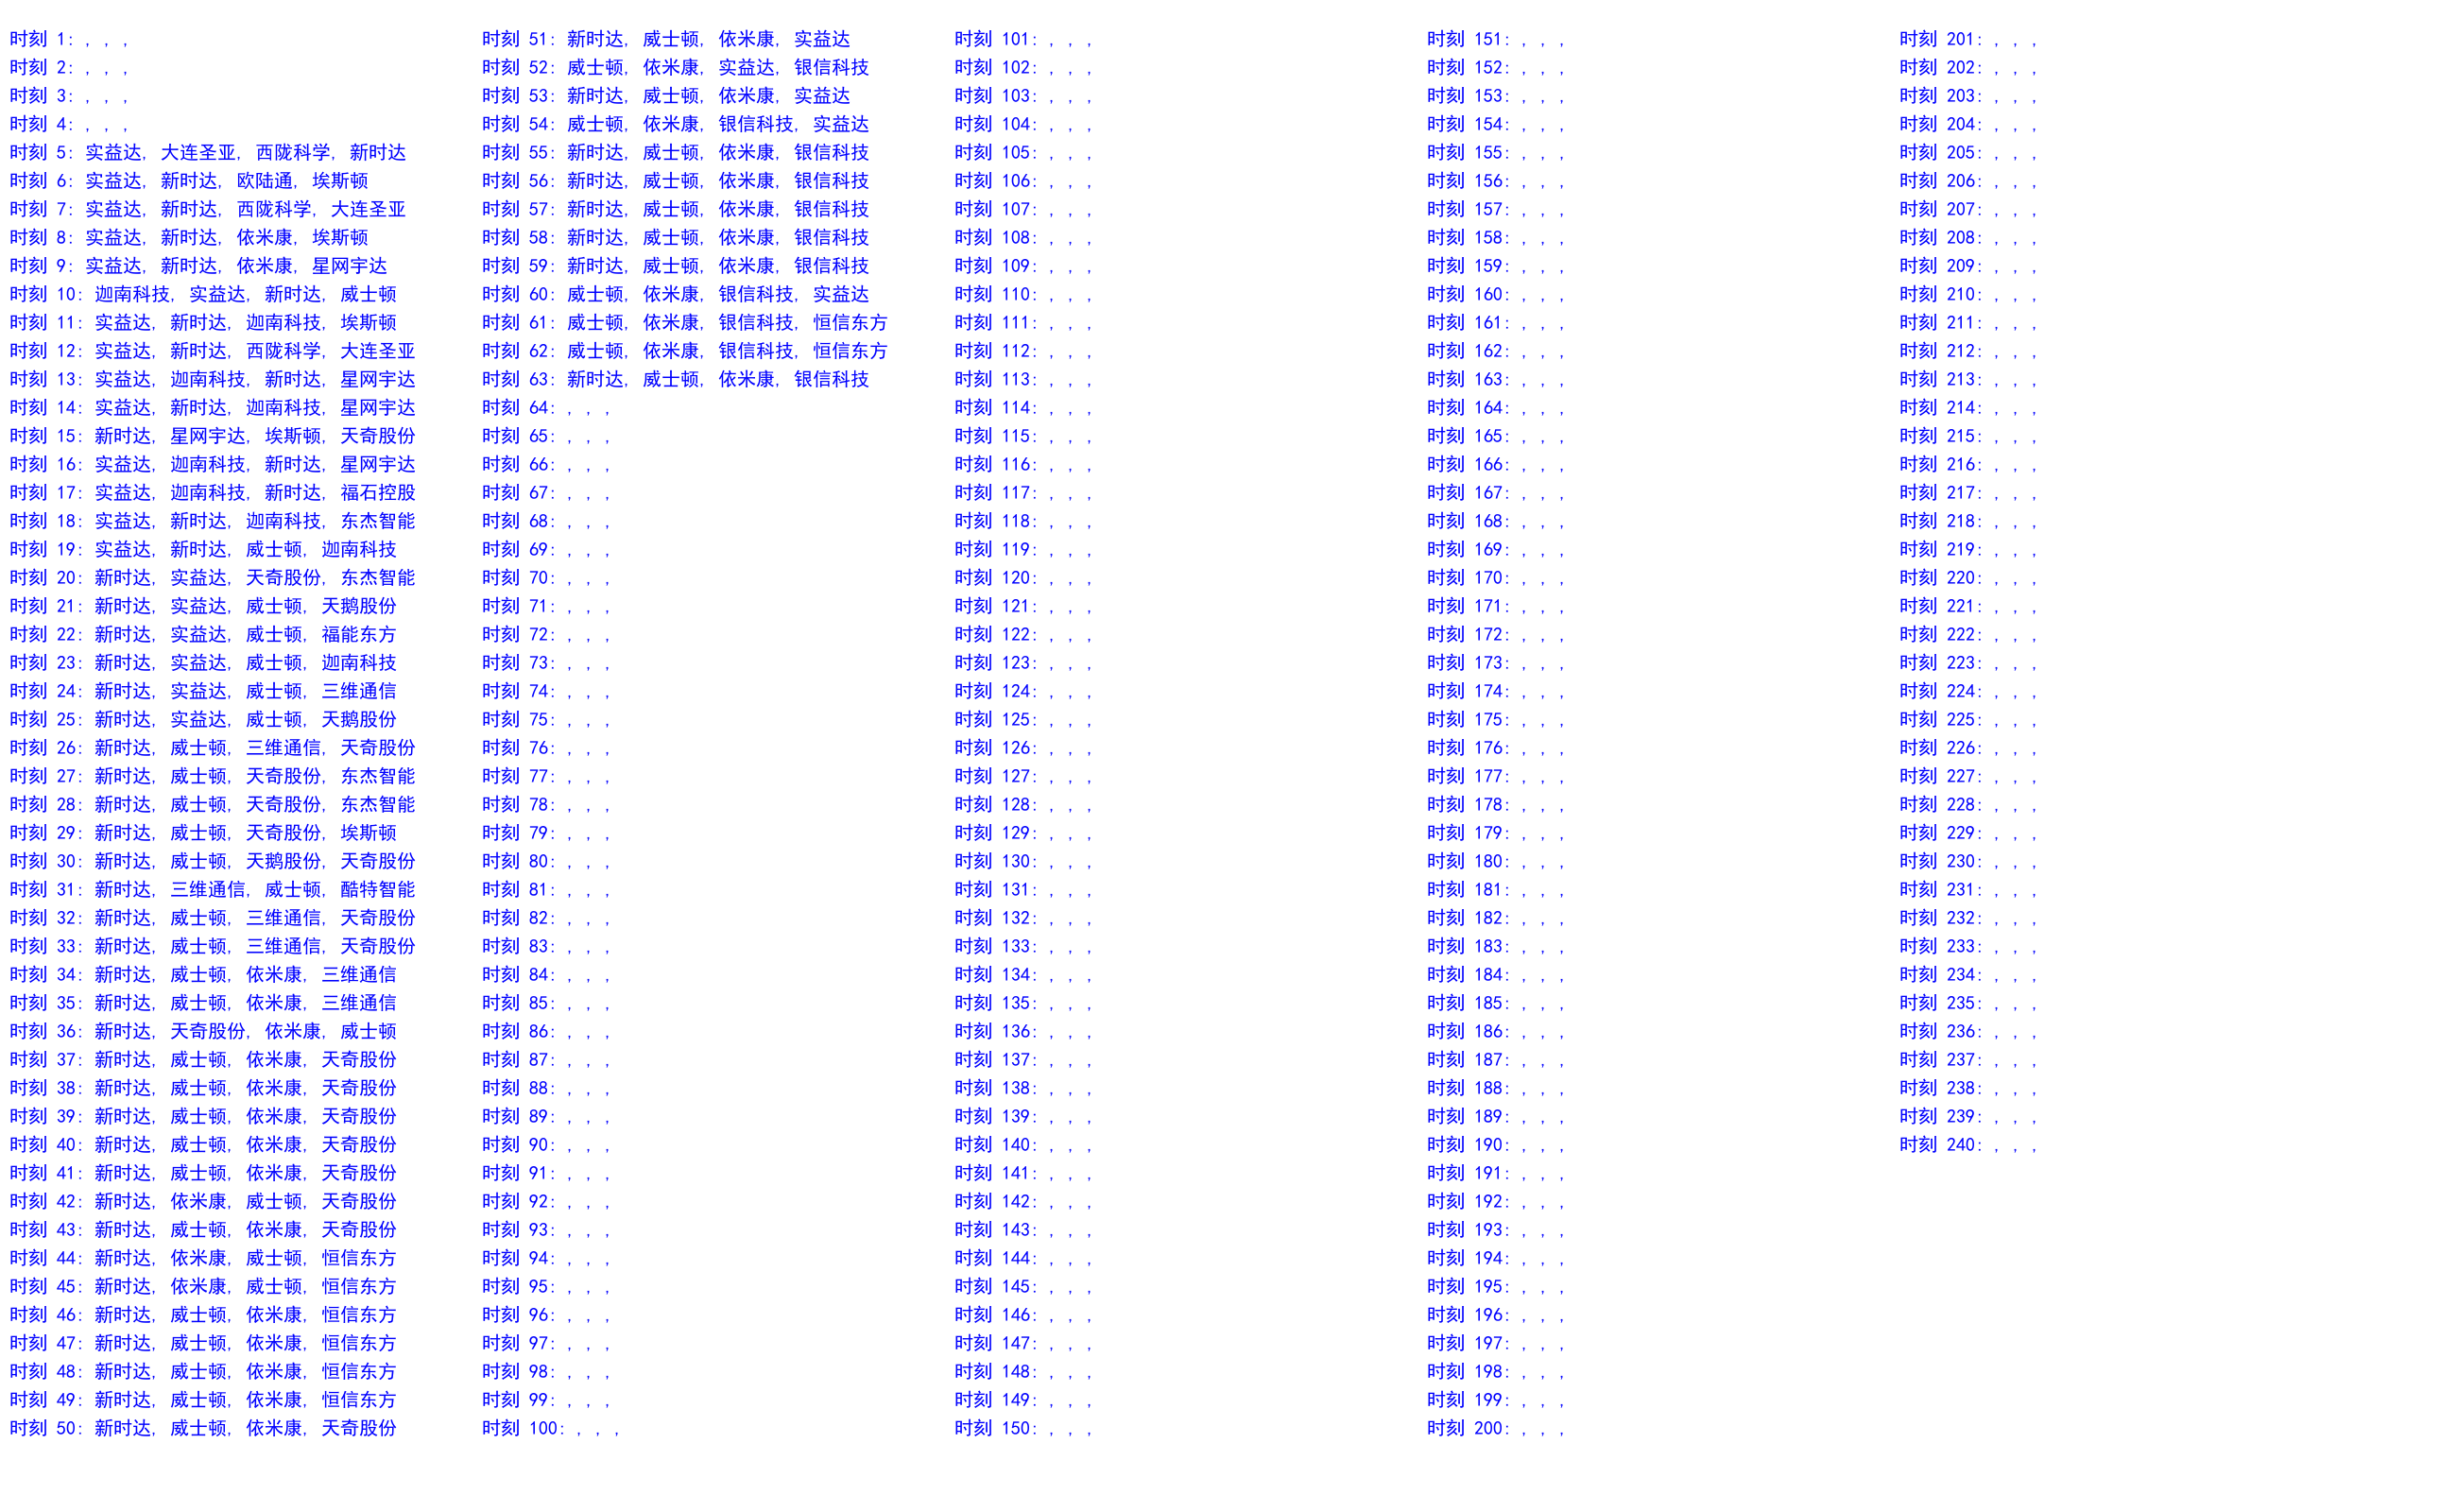 时刻 1: , , ,
时刻 2: , , ,
时刻 3: , , ,
时刻 4: , , ,
时刻 5: 实益达, 大连圣亚, 西陇科学, 新时达
时刻 6: 实益达, 新时达, 欧陆通, 埃斯顿
时刻 7: 实益达, 新时达, 西陇科学, 大连圣亚
时刻 8: 实益达, 新时达, 依米康, 埃斯顿
时刻 9: 实益达, 新时达, 依米康, 星网宇达
时刻 10: 迦南科技, 实益达, 新时达, 威士顿
时刻 11: 实益达, 新时达, 迦南科技, 埃斯顿
时刻 12: 实益达, 新时达, 西陇科学, 大连圣亚
时刻 13: 实益达, 迦南科技, 新时达, 星网宇达
时刻 14: 实益达, 新时达, 迦南科技, 星网宇达
时刻 15: 新时达, 星网宇达, 埃斯顿, 天奇股份
时刻 16: 实益达, 迦南科技, 新时达, 星网宇达
时刻 17: 实益达, 迦南科技, 新时达, 福石控股
时刻 18: 实益达, 新时达, 迦南科技, 东杰智能
时刻 19: 实益达, 新时达, 威士顿, 迦南科技
时刻 20: 新时达, 实益达, 天奇股份, 东杰智能
时刻 21: 新时达, 实益达, 威士顿, 天鹅股份
时刻 22: 新时达, 实益达, 威士顿, 福能东方
时刻 23: 新时达, 实益达, 威士顿, 迦南科技
时刻 24: 新时达, 实益达, 威士顿, 三维通信
时刻 25: 新时达, 实益达, 威士顿, 天鹅股份
时刻 26: 新时达, 威士顿, 三维通信, 天奇股份
时刻 27: 新时达, 威士顿, 天奇股份, 东杰智能
时刻 28: 新时达, 威士顿, 天奇股份, 东杰智能
时刻 29: 新时达, 威士顿, 天奇股份, 埃斯顿
时刻 30: 新时达, 威士顿, 天鹅股份, 天奇股份
时刻 31: 新时达, 三维通信, 威士顿, 酷特智能
时刻 32: 新时达, 威士顿, 三维通信, 天奇股份
时刻 33: 新时达, 威士顿, 三维通信, 天奇股份
时刻 34: 新时达, 威士顿, 依米康, 三维通信
时刻 35: 新时达, 威士顿, 依米康, 三维通信
时刻 36: 新时达, 天奇股份, 依米康, 威士顿
时刻 37: 新时达, 威士顿, 依米康, 天奇股份
时刻 38: 新时达, 威士顿, 依米康, 天奇股份
时刻 39: 新时达, 威士顿, 依米康, 天奇股份
时刻 40: 新时达, 威士顿, 依米康, 天奇股份
时刻 41: 新时达, 威士顿, 依米康, 天奇股份
时刻 42: 新时达, 依米康, 威士顿, 天奇股份
时刻 43: 新时达, 威士顿, 依米康, 天奇股份
时刻 44: 新时达, 依米康, 威士顿, 恒信东方
时刻 45: 新时达, 依米康, 威士顿, 恒信东方
时刻 46: 新时达, 威士顿, 依米康, 恒信东方
时刻 47: 新时达, 威士顿, 依米康, 恒信东方
时刻 48: 新时达, 威士顿, 依米康, 恒信东方
时刻 49: 新时达, 威士顿, 依米康, 恒信东方
时刻 50: 新时达, 威士顿, 依米康, 天奇股份
时刻 51: 新时达, 威士顿, 依米康, 实益达
时刻 52: 威士顿, 依米康, 实益达, 银信科技
时刻 53: 新时达, 威士顿, 依米康, 实益达
时刻 54: 威士顿, 依米康, 银信科技, 实益达
时刻 55: 新时达, 威士顿, 依米康, 银信科技
时刻 56: 新时达, 威士顿, 依米康, 银信科技
时刻 57: 新时达, 威士顿, 依米康, 银信科技
时刻 58: 新时达, 威士顿, 依米康, 银信科技
时刻 59: 新时达, 威士顿, 依米康, 银信科技
时刻 60: 威士顿, 依米康, 银信科技, 实益达
时刻 61: 威士顿, 依米康, 银信科技, 恒信东方
时刻 62: 威士顿, 依米康, 银信科技, 恒信东方
时刻 63: 新时达, 威士顿, 依米康, 银信科技
时刻 64: , , ,
时刻 65: , , ,
时刻 66: , , ,
时刻 67: , , ,
时刻 68: , , ,
时刻 69: , , ,
时刻 70: , , ,
时刻 71: , , ,
时刻 72: , , ,
时刻 73: , , ,
时刻 74: , , ,
时刻 75: , , ,
时刻 76: , , ,
时刻 77: , , ,
时刻 78: , , ,
时刻 79: , , ,
时刻 80: , , ,
时刻 81: , , ,
时刻 82: , , ,
时刻 83: , , ,
时刻 84: , , ,
时刻 85: , , ,
时刻 86: , , ,
时刻 87: , , ,
时刻 88: , , ,
时刻 89: , , ,
时刻 90: , , ,
时刻 91: , , ,
时刻 92: , , ,
时刻 93: , , ,
时刻 94: , , ,
时刻 95: , , ,
时刻 96: , , ,
时刻 97: , , ,
时刻 98: , , ,
时刻 99: , , ,
时刻 100: , , ,
时刻 101: , , ,
时刻 102: , , ,
时刻 103: , , ,
时刻 104: , , ,
时刻 105: , , ,
时刻 106: , , ,
时刻 107: , , ,
时刻 108: , , ,
时刻 109: , , ,
时刻 110: , , ,
时刻 111: , , ,
时刻 112: , , ,
时刻 113: , , ,
时刻 114: , , ,
时刻 115: , , ,
时刻 116: , , ,
时刻 117: , , ,
时刻 118: , , ,
时刻 119: , , ,
时刻 120: , , ,
时刻 121: , , ,
时刻 122: , , ,
时刻 123: , , ,
时刻 124: , , ,
时刻 125: , , ,
时刻 126: , , ,
时刻 127: , , ,
时刻 128: , , ,
时刻 129: , , ,
时刻 130: , , ,
时刻 131: , , ,
时刻 132: , , ,
时刻 133: , , ,
时刻 134: , , ,
时刻 135: , , ,
时刻 136: , , ,
时刻 137: , , ,
时刻 138: , , ,
时刻 139: , , ,
时刻 140: , , ,
时刻 141: , , ,
时刻 142: , , ,
时刻 143: , , ,
时刻 144: , , ,
时刻 145: , , ,
时刻 146: , , ,
时刻 147: , , ,
时刻 148: , , ,
时刻 149: , , ,
时刻 150: , , ,
时刻 151: , , ,
时刻 152: , , ,
时刻 153: , , ,
时刻 154: , , ,
时刻 155: , , ,
时刻 156: , , ,
时刻 157: , , ,
时刻 158: , , ,
时刻 159: , , ,
时刻 160: , , ,
时刻 161: , , ,
时刻 162: , , ,
时刻 163: , , ,
时刻 164: , , ,
时刻 165: , , ,
时刻 166: , , ,
时刻 167: , , ,
时刻 168: , , ,
时刻 169: , , ,
时刻 170: , , ,
时刻 171: , , ,
时刻 172: , , ,
时刻 173: , , ,
时刻 174: , , ,
时刻 175: , , ,
时刻 176: , , ,
时刻 177: , , ,
时刻 178: , , ,
时刻 179: , , ,
时刻 180: , , ,
时刻 181: , , ,
时刻 182: , , ,
时刻 183: , , ,
时刻 184: , , ,
时刻 185: , , ,
时刻 186: , , ,
时刻 187: , , ,
时刻 188: , , ,
时刻 189: , , ,
时刻 190: , , ,
时刻 191: , , ,
时刻 192: , , ,
时刻 193: , , ,
时刻 194: , , ,
时刻 195: , , ,
时刻 196: , , ,
时刻 197: , , ,
时刻 198: , , ,
时刻 199: , , ,
时刻 200: , , ,
时刻 201: , , ,
时刻 202: , , ,
时刻 203: , , ,
时刻 204: , , ,
时刻 205: , , ,
时刻 206: , , ,
时刻 207: , , ,
时刻 208: , , ,
时刻 209: , , ,
时刻 210: , , ,
时刻 211: , , ,
时刻 212: , , ,
时刻 213: , , ,
时刻 214: , , ,
时刻 215: , , ,
时刻 216: , , ,
时刻 217: , , ,
时刻 218: , , ,
时刻 219: , , ,
时刻 220: , , ,
时刻 221: , , ,
时刻 222: , , ,
时刻 223: , , ,
时刻 224: , , ,
时刻 225: , , ,
时刻 226: , , ,
时刻 227: , , ,
时刻 228: , , ,
时刻 229: , , ,
时刻 230: , , ,
时刻 231: , , ,
时刻 232: , , ,
时刻 233: , , ,
时刻 234: , , ,
时刻 235: , , ,
时刻 236: , , ,
时刻 237: , , ,
时刻 238: , , ,
时刻 239: , , ,
时刻 240: , , ,